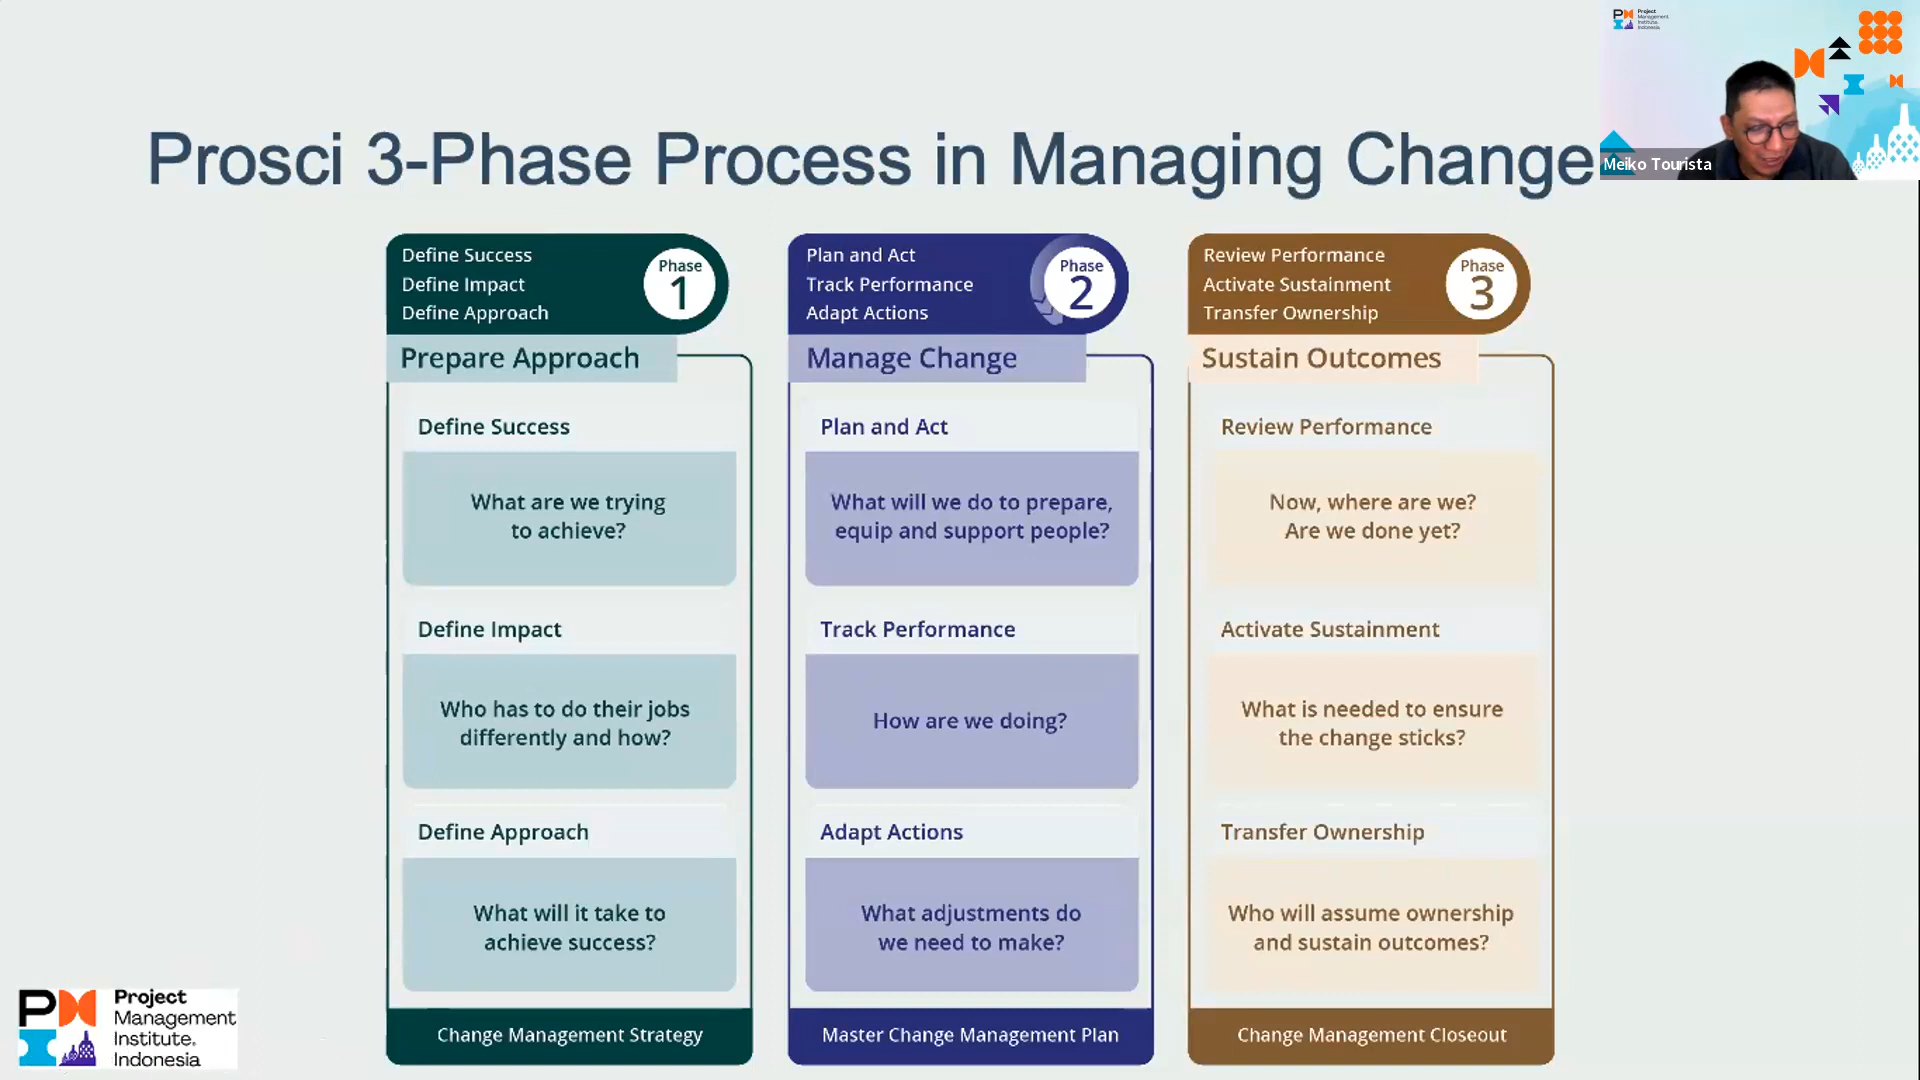 Project
Management
Institute.
Indonesia
Meiko Tourista
Prosci 3-Phase Process in Managing Change
Define Success
Define Impact
Define Approach
Phase
1
Prepare Approach
Define Success
What are we trying
to achieve?
Define Impact
Who has to do their jobs
differently and how?
Define Approach
What will it take to
achieve success?
Change Management Strategy
Plan and Act
Track Performance
Adapt Actions
Phase
2
Manage Change
Plan and Act
What will we do to prepare,
equip and support people?
Track Performance
How are we doing?
Adapt Actions
What adjustments do
we need to make?
Master Change Management Plan
Review Performance
Activate Sustainment
Transfer Ownership
Phase
3
Sustain Outcomes
Review Performance
Now, where are we?
Are we done yet?
Activate Sustainment
What is needed to ensure
the change sticks?
Transfer Ownership
Who will assume ownership
and sustain outcomes?
Change Management Closeout
Project
Management
Institute.
Indonesia